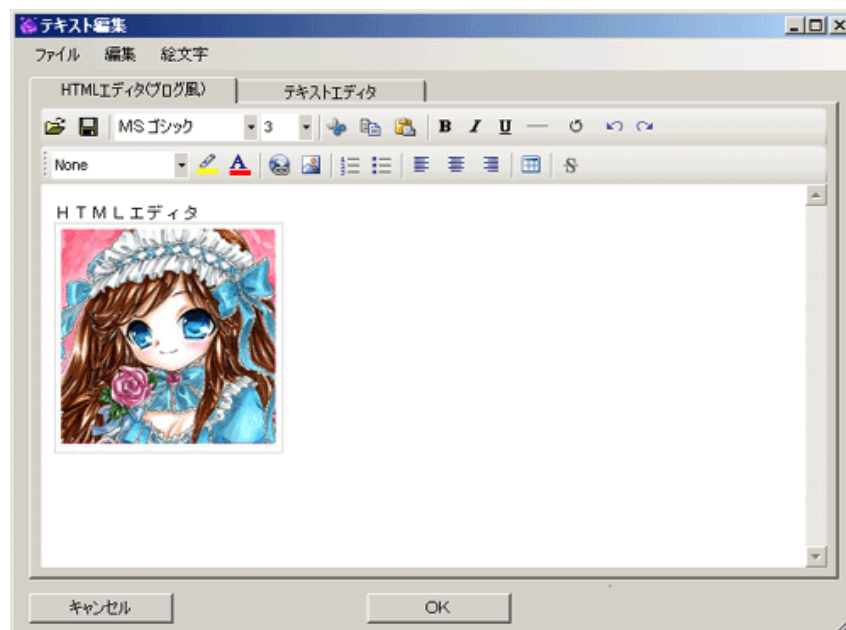 テキスト編集
ファイル 編集 絵文字
HTMLエディタ(ブログ風) テキストエディタ
MS ゴシック 3 B I U
None A S
HTMLエディタ
キャンセル OK